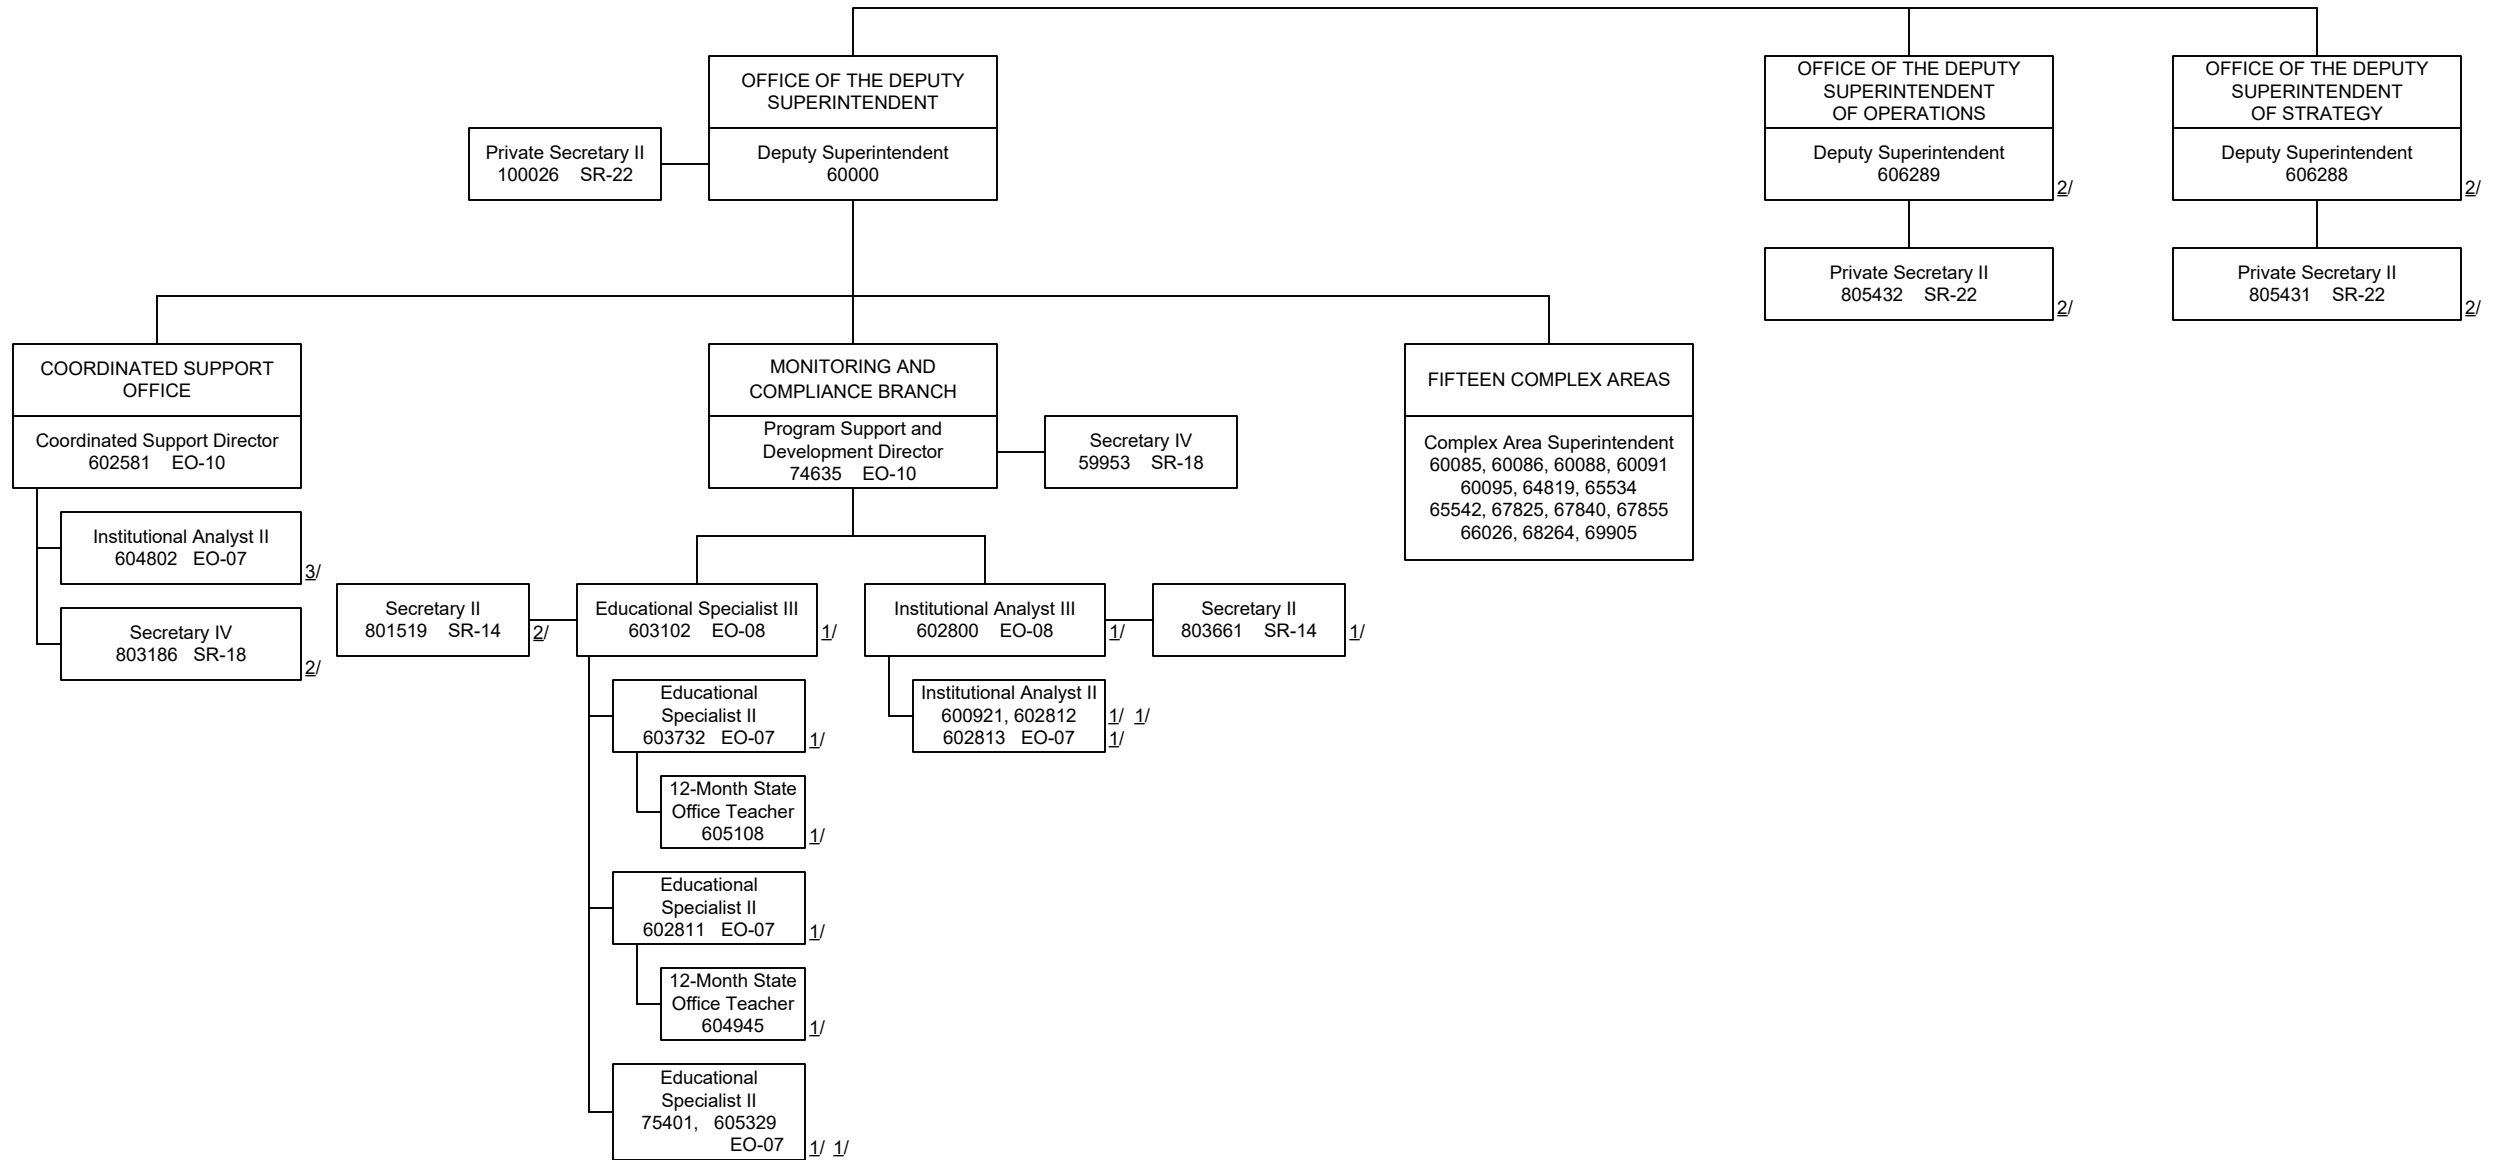 OFFICE OF THE DEPUTY
SUPERINTENDENT
Deputy Superintendent
60000
Private Secretary II
100026 SR-22
OFFICE OF THE DEPUTY
SUPERINTENDENT
OF OPERATIONS
Deputy Superintendent
606289
2/
Private Secretary II
805432 SR-22
2/
OFFICE OF THE DEPUTY
SUPERINTENDENT
OF STRATEGY
Deputy Superintendent
606288
2/
Private Secretary II
805431 SR-22
2/
COORDINATED SUPPORT
OFFICE
Coordinated Support Director
602581 EO-10
Institutional Analyst II
604802 EO-07
3/
Secretary IV
803186 SR-18
2/
MONITORING AND
COMPLIANCE BRANCH
Program Support and
Development Director
74635 EO-10
Secretary IV
59953 SR-18
FIFTEEN COMPLEX AREAS
Complex Area Superintendent
60085, 60086, 60088, 60091
60095, 64819, 65534
65542, 67825, 67840, 67855
66026, 68264, 69905
Secretary II
801519 SR-14
2/
Educational Specialist III
603102 EO-08
1/
Institutional Analyst III
602800 EO-08
1/
Secretary II
803661 SR-14
1/
Educational
Specialist II
603732 EO-07
1/
12-Month State
Office Teacher
605108
1/
Educational
Specialist II
602811 EO-07
1/
12-Month State
Office Teacher
604945
1/
Educational
Specialist II
75401, 605329
EO-07
1/ 1/
Institutional Analyst II
600921, 602812 1/ 1/
602813 EO-07 1/